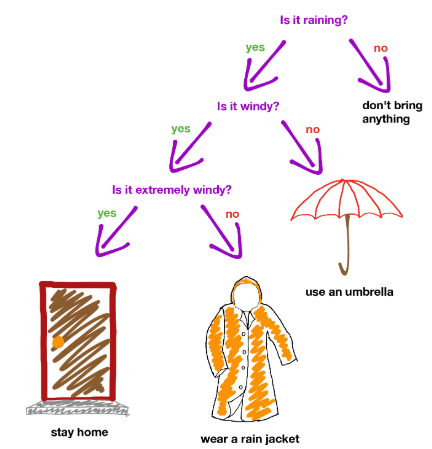 Is it raining?
yes
no
Is it windy?
don't bring
anything
yes
no
Is it extremely windy?
yes
no
use an umbrella
stay home
wear a rain jacket